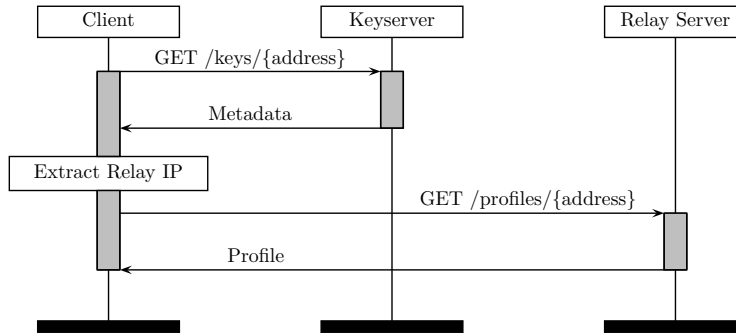 Client
Keyserver
Relay Server
GET /keys/{address}
Metadata
Extract Relay IP
GET /profiles/{address}
Profile